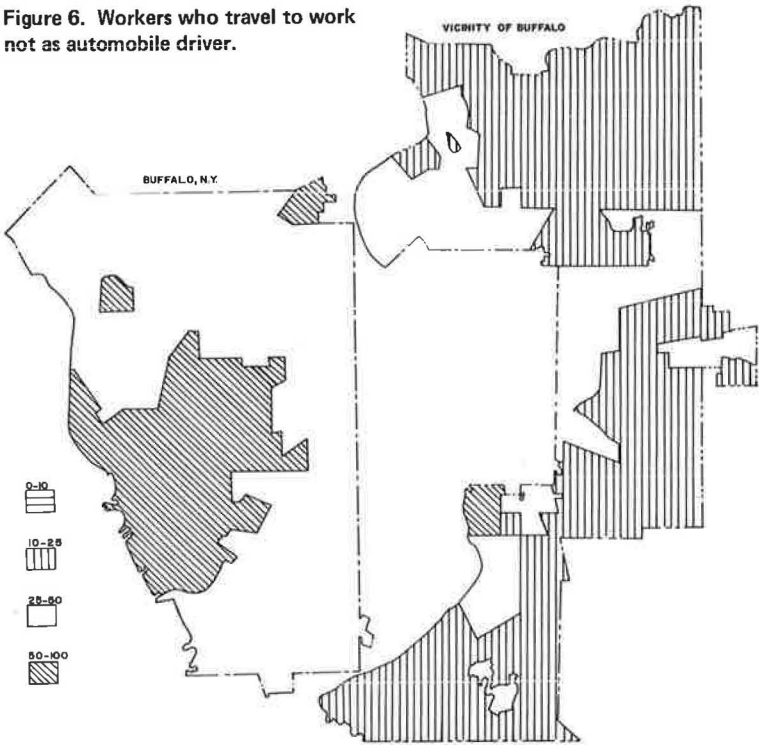 Figure 6. Workers who travel to work
not as automobile driver.
VICINITY OF BUFFALO
BUFFALO, N.Y.
0-10
10-25
25-50
50-100